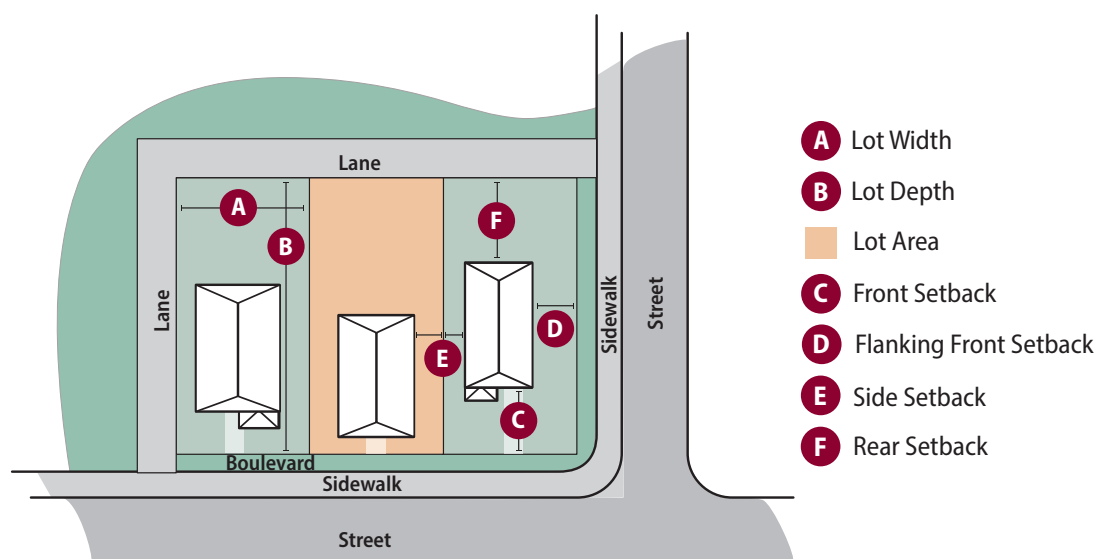 Lane
A
B
F
Lane
D
E
C
Boulevard
Sidewalk
Street
Sidewalk
Street
A Lot Width
B Lot Depth
Lot Area
C Front Setback
D Flanking Front Setback
E Side Setback
F Rear Setback